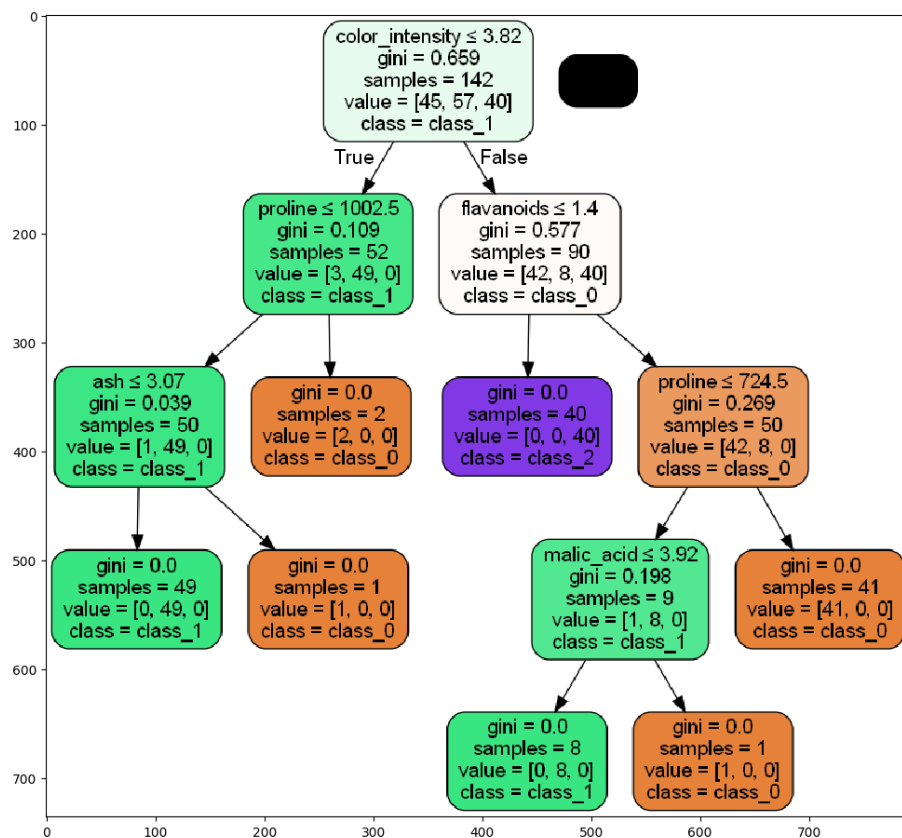 0
100
200
300
400
500
600
700
color_intensity ≤ 3.82
gini = 0.659
samples = 142
value = [45, 57, 40]
class = class_1
True
False
proline ≤ 1002.5
gini = 0.109
samples = 52
value = [3, 49, 0]
class = class_1
flavanoids ≤ 1.4
gini = 0.577
samples = 90
value = [42, 8, 40]
class = class_0
ash ≤ 3.07
gini = 0.039
samples = 50
value = [1, 49, 0]
class = class_1
gini = 0.0
samples = 2
value = [2, 0, 0]
class = class_0
gini = 0.0
samples = 40
value = [0, 0, 40]
class = class_2
proline ≤ 724.5
gini = 0.269
samples = 50
value = [42, 8, 0]
class = class_0
gini = 0.0
samples = 49
value = [0, 49, 0]
class = class_1
gini = 0.0
samples = 1
value = [1, 0, 0]
class = class_0
malic_acid ≤ 3.92
gini = 0.198
samples = 9
value = [1, 8, 0]
class = class_1
gini = 0.0
samples = 41
value = [41, 0, 0]
class = class_0
gini = 0.0
samples = 8
value = [0, 8, 0]
class = class_1
gini = 0.0
samples = 1
value = [1, 0, 0]
class = class_0
0
100
200
300
400
500
600
700